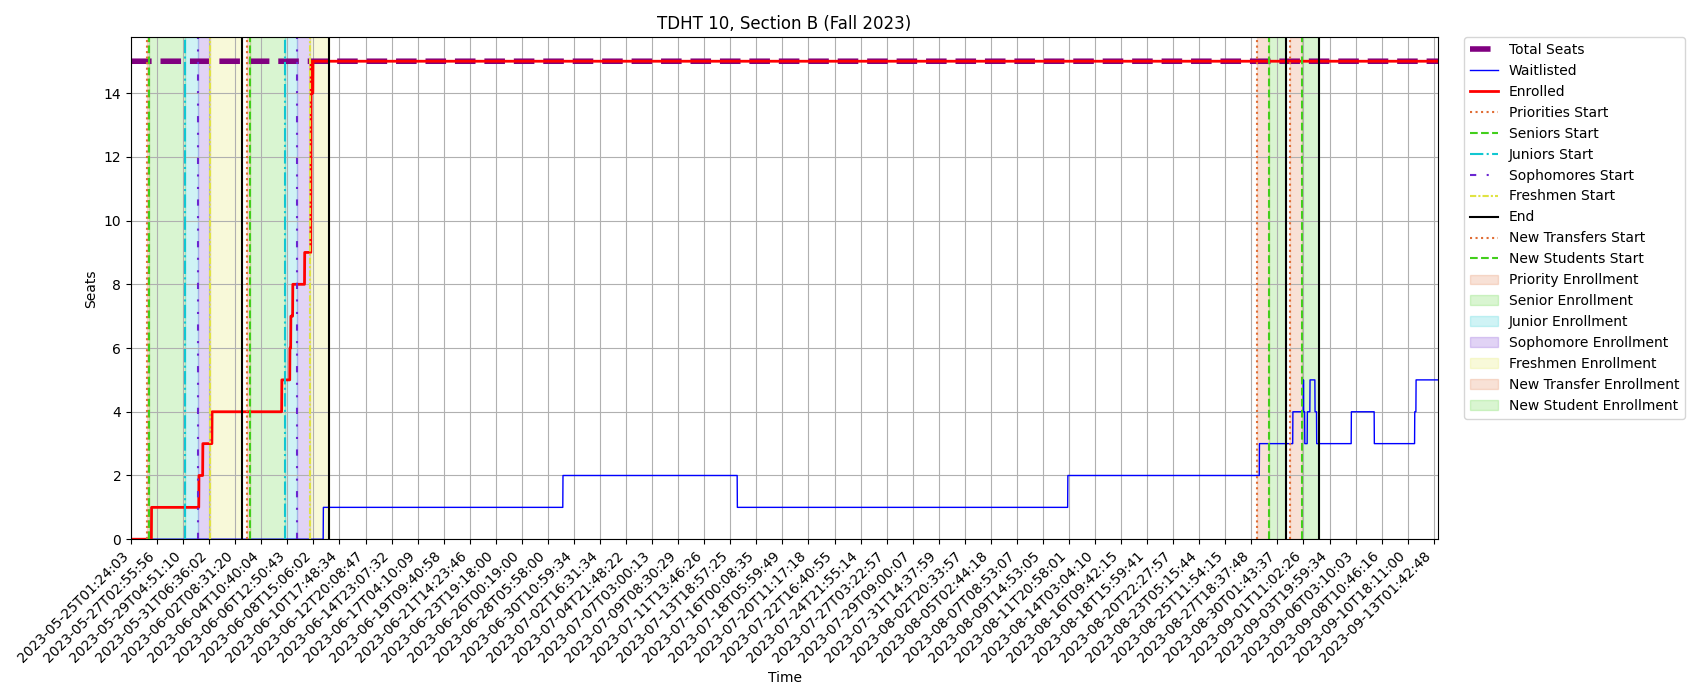 TDHT 10, Section B (Fall 2023)
Seats
14
12
10
8
6
4
2
0
2023-05-25T01:24:03
2023-05-27T02:55:56
2023-05-29T04:51:10
2023-05-31T06:36:02
2023-06-02T08:31:20
2023-06-04T10:40:04
2023-06-06T12:50:43
2023-06-08T15:06:02
2023-06-10T17:48:34
2023-06-12T20:08:47
2023-06-14T23:07:32
2023-06-17T04:10:09
2023-06-19T09:40:58
2023-06-21T14:23:46
2023-06-23T19:18:00
2023-06-26T00:19:00
2023-06-28T05:58:00
2023-06-30T10:59:34
2023-07-02T16:31:34
2023-07-04T21:48:22
2023-07-07T03:00:13
2023-07-09T08:30:29
2023-07-11T13:46:26
2023-07-13T18:57:25
2023-07-16T00:08:35
2023-07-18T05:59:49
2023-07-20T11:17:18
2023-07-22T16:40:55
2023-07-24T21:55:14
2023-07-27T03:22:57
2023-07-29T09:00:07
2023-07-31T14:37:59
2023-08-02T20:33:57
2023-08-05T02:44:18
2023-08-07T08:53:07
2023-08-09T14:53:05
2023-08-11T20:58:01
2023-08-14T03:04:10
2023-08-16T09:42:15
2023-08-18T15:59:41
2023-08-20T22:27:57
2023-08-23T05:15:44
2023-08-25T11:54:15
2023-08-27T18:37:48
2023-08-30T01:43:37
2023-09-01T11:02:26
2023-09-03T19:59:34
2023-09-06T03:10:03
2023-09-08T10:46:16
2023-09-10T18:11:00
2023-09-13T01:42:48
Time
Total Seats
Waitlisted
Enrolled
Priorities Start
Seniors Start
Juniors Start
Sophomores Start
Freshmen Start
End
New Transfers Start
New Students Start
Priority Enrollment
Senior Enrollment
Junior Enrollment
Sophomore Enrollment
Freshmen Enrollment
New Transfer Enrollment
New Student Enrollment